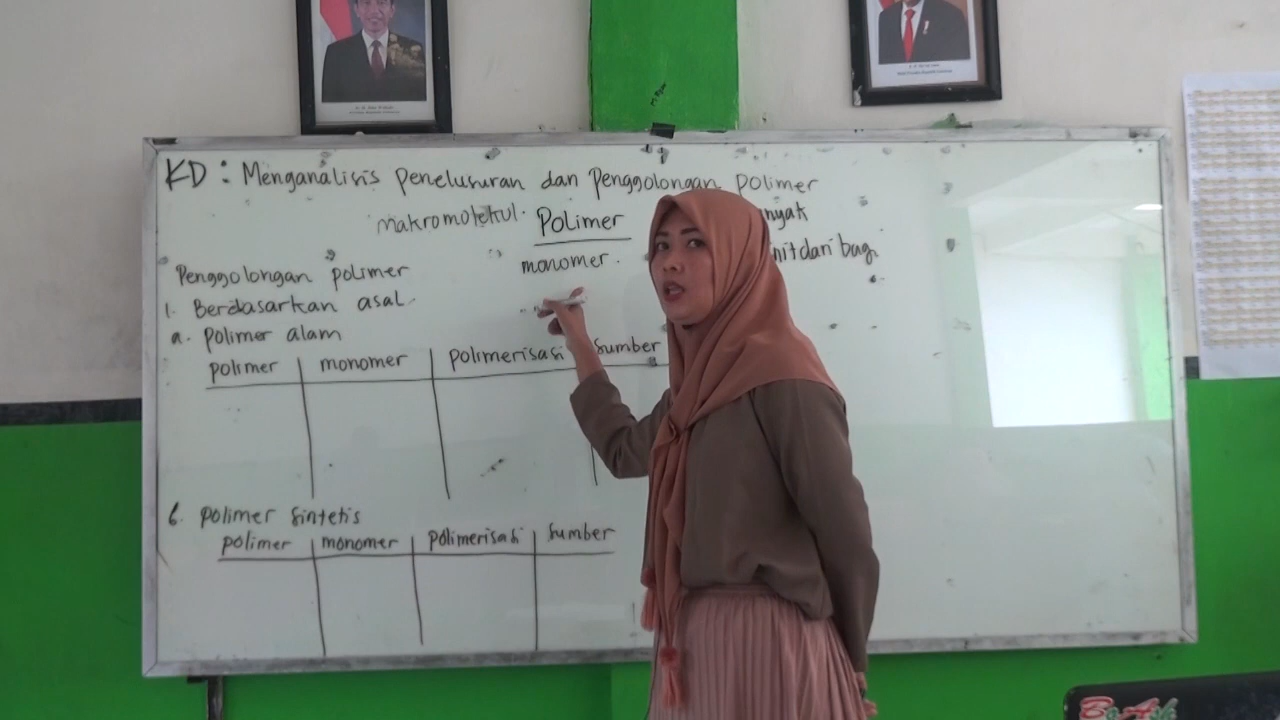 KD: Menganalisis Penelusuran dan Penggolongan Polimer
makromolekul.
Polimer
nyak
monomer.
nit dari bag
Penggolongan polimer
1. Berdasarkan asal
a. Polimer alam
polimer monomer polimerisasi Sumber
b. Polimer sintetis
polimer monomer polimerisasi Sumber